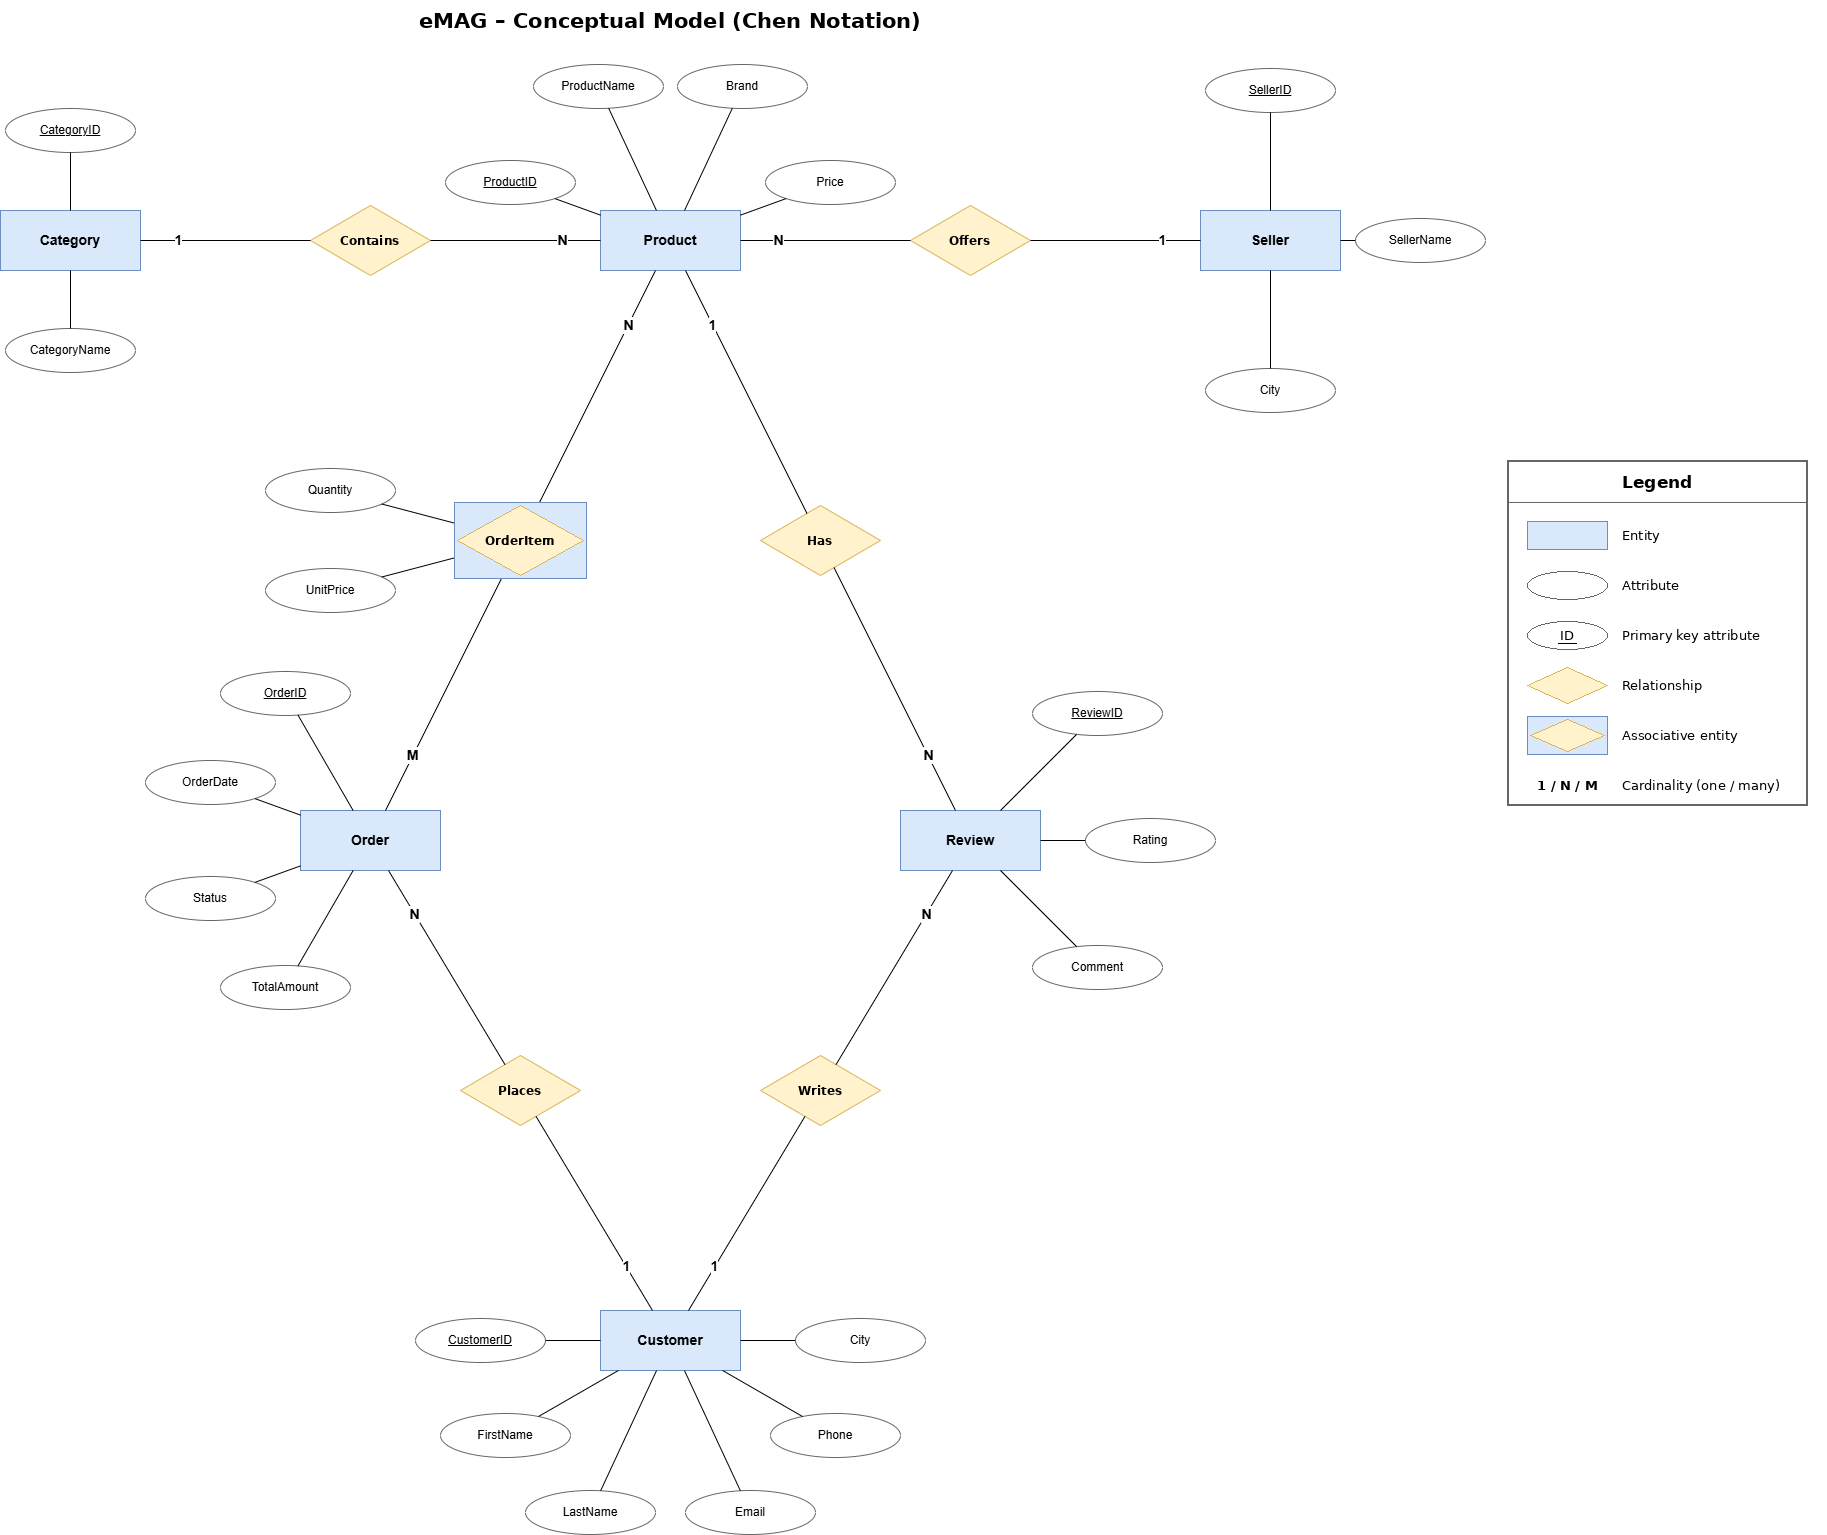 eMAG – Conceptual Model (Chen Notation)
ProductName
Brand
SellerID
CategoryID
ProductID
Price
Category
1
Contains
N
Product
N
Offers
1
Seller
SellerName
N
1
CategoryName
City
Legend
Quantity
Entity
OrderItem
Has
UnitPrice
Attribute
ID
Primary key attribute
Relationship
OrderID
ReviewID
Associative entity
M
N
OrderDate
1 / N / M
Cardinality (one / many)
Order
Review
Rating
Status
N
N
TotalAmount
Comment
Places
Writes
1
1
CustomerID
Customer
City
FirstName
Phone
LastName
Email